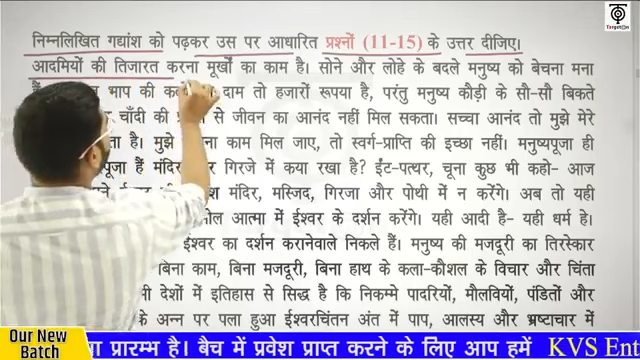 Target⊙n
निम्नलिखित गद्यांश को पढ़कर उस पर आधारित प्रश्नों (11-15) के उत्तर दीजिए।
आदमियों की तिजारत करना मूर्खों का काम है। सोने और लोहे के बदले मनुष्य को बेचना मना
भाप की दाम तो हजारों रूपया है, परंतु मनुष्य कौड़ी के सौ-सौ बिकते
चाँदी की से जीवन का आनंद नहीं मिल सकता। सच्चा आनंद तो मुझे मेरे
है। मुझे काम मिल जाए, तो स्वर्ग-प्राप्ति की इच्छा नहीं। मनुष्यपूजा ही
पूजा हैं मंदिर गिरजे में कया रखा है? ईंट-पत्थर, चूना कुछ भी कहो- आज
मंदिर, मस्जिद, गिरजा और पोथी में न करेंगे। अब तो यही
आत्मा में ईश्वर के दर्शन करेंगे। यही आदी है- यही धर्म हे।
ईश्वर का दर्शन करानेवाले निकले हैं। मनुष्य की मजदूरी का तिरस्कार
बिना काम, बिना मजदूरी, बिना हाथ के कला-कौशल के विचार और चिंता
देशों में इतिहास से सिद्ध है कि निकम्मे पादरियों, मौलवियों, पंडितों और
के अन्न पर पला हुआ ईश्वरचिंतन अंत में पाप, आलस्य और भ्रष्टाचार में
Our New
Batch
प्रारम्भ है। बैच में प्रवेश प्राप्त करने के लिए आप हमें KVS Ent